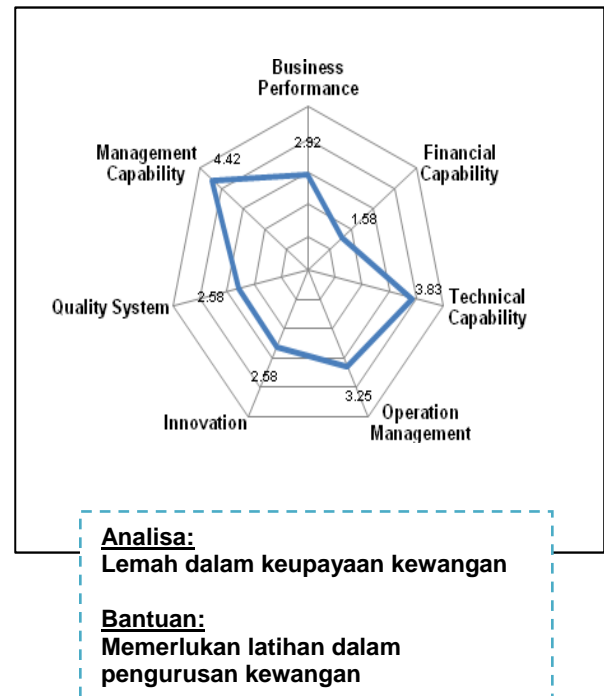 Business
Performance
2.92
Management
Capability
4.42
Financial
Capability
1.58
Quality System
2.58
3.83
Technical
Capability
Innovation
2.58
3.25
Operation
Management
Analisa:
Lemah dalam keupayaan kewangan
Bantuan:
Memerlukan latihan dalam
pengurusan kewangan